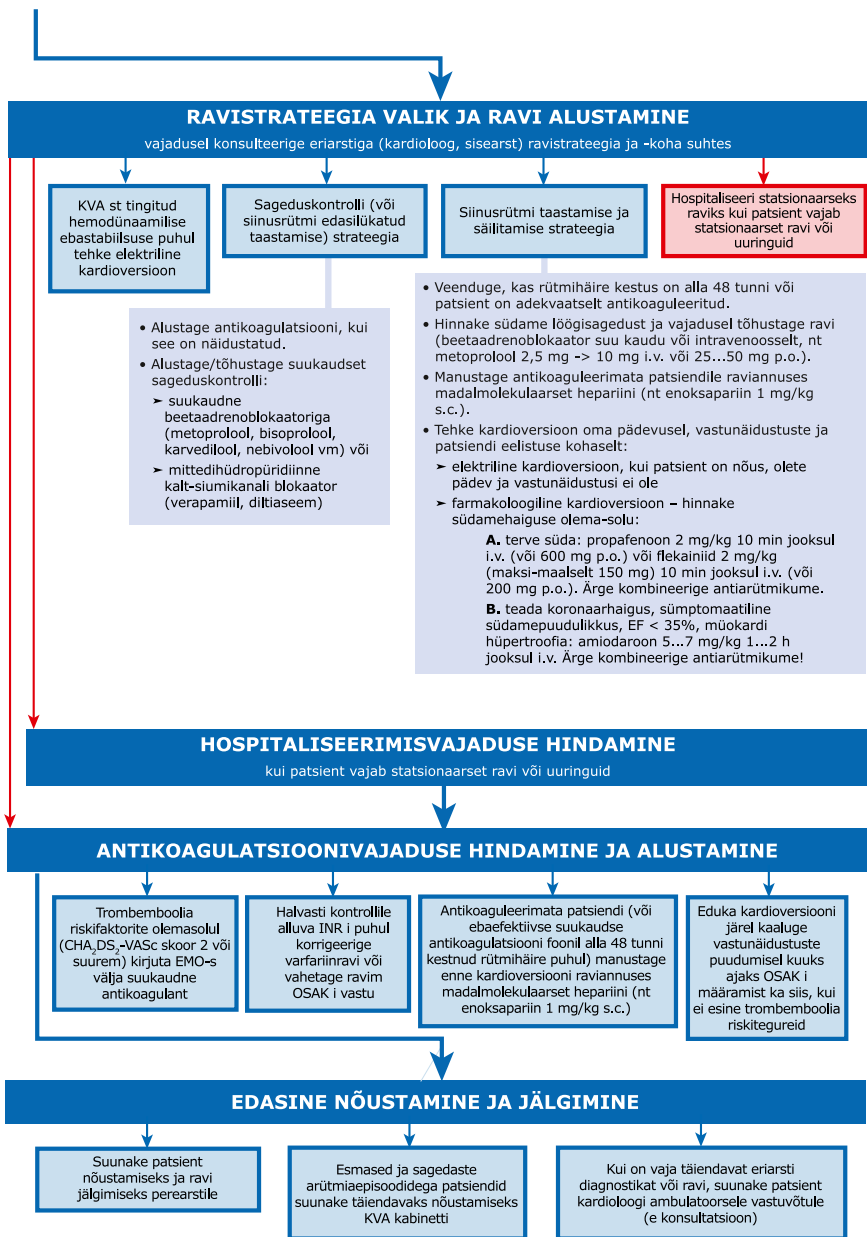 RAVISTRATEEGIA VALIK JA RAVI ALUSTAMINE
vajadusel konsulteerige eriarstiga (kardioloog, sisearst) ravistrateegia ja -koha suhtes
KVA st tingitud
hemodünaamilise
ebastabiilsuse puhul
tehke elektriline
kardioversioon
Sageduskontrolli (või
siinusrütmi edasilükatud
taastamise) strateegia
Siinusrütmi taastamise ja
säilitamise strateegia
Hospitaliseeri statsionaarseks
raviks kui patsient vajab
statsionaarset ravi või
uuringuid
• Alustage antikoagulatsiooni, kui
see on näidustatud.
• Alustage/tõhustage suukaudset
sageduskontrolli:
➤ suukaudne
beetaadrenoblokaatoriga
(metoprolool, bisoprolool,
karvedilool, nebivolool vm) või
➤ mittedihüdropüridiinne
kalt-siumikanali blokaator
(verapamiil, diltiaseem)
• Veenduge, kas rütmihäire kestus on alla 48 tunni või
patsient on adekvaatselt antikoaguleeritud.
• Hinnake südame löögisagedust ja vajadusel tõhustage ravi
(beetaadrenoblokaator suu kaudu või intravenoosselt, nt
metoprolool 2,5 mg -> 10 mg i.v. või 25...50 mg p.o.).
• Manustage antikoaguleerimata patsiendile raviannuses
madalmolekulaarset hepariini (nt enoksapariin 1 mg/kg
s.c.).
• Tehke kardioversioon oma pädevusel, vastunäidustuste ja
patsiendi eelistuse kohaselt:
➤ elektriline kardioversioon, kui patsient on nõus, olete
pädev ja vastunäidustusi ei ole
➤ farmakoloogiline kardioversioon – hinnake
südamehaiguse olema-solu:
A. terve süda: propafenoon 2 mg/kg 10 min jooksul
i.v. (või 600 mg p.o.) või flekainiid 2 mg/kg
(maksi-maalselt 150 mg) 10 min jooksul i.v. (või
200 mg p.o.). Ärge kombineerige antiarütmikume.
B. teada koronaarhaigus, sümptomaatiline
südamepuudulikkus, EF < 35%, müokardi
hüpertroofia: amiodaroon 5...7 mg/kg 1...2 h
jooksul i.v. Ärge kombineerige antiarütmikume!
HOSPITALISEERIMISVAJADUSE HINDAMINE
kui patsient vajab statsionaarset ravi või uuringuid
ANTIKOAGULATSIOONIVAJADUSE HINDAMINE JA ALUSTAMINE
Trombemboolia
riskifaktorite olemasolul
(CHA₂DS₂-VASc skoor 2 või
suurem) kirjuta EMO-s
välja suukaudne
antikoagulant
Halvasti kontrollile
alluva INR i puhul
korrigeerige
varfariinravi või
vahetage ravim
OSAK i vastu
Antikoaguleerimata patsiendi (või
ebaefektiivse suukaudse
antikoagulatsiooni foonil alla 48 tunni
kestnud rütmihäire puhul) manustage
enne kardioversiooni raviannuses
madalmolekulaarset hepariini (nt
enoksapariin 1 mg/kg s.c.)
Eduka kardioversiooni
järel kaaluge
vastunäidustuste
puudumisel kuuks
ajaks OSAK i
määramist ka siis, kui
ei esine trombemboolia
riskitegureid
EDASINE NÕUSTAMINE JA JÄLGIMINE
Suunake patsient
nõustamiseks ja ravi
jälgimiseks perearstile
Esmased ja sagedaste
arütmiaepisoodidega patsiendid
suunake täiendavaks nõustamiseks
KVA kabinetti
Kui on vaja täiendavat eriarsti
diagnostikat või ravi, suunake patsient
kardioloogi ambulatoorsele vastuvõtule
(e konsultatsioon)